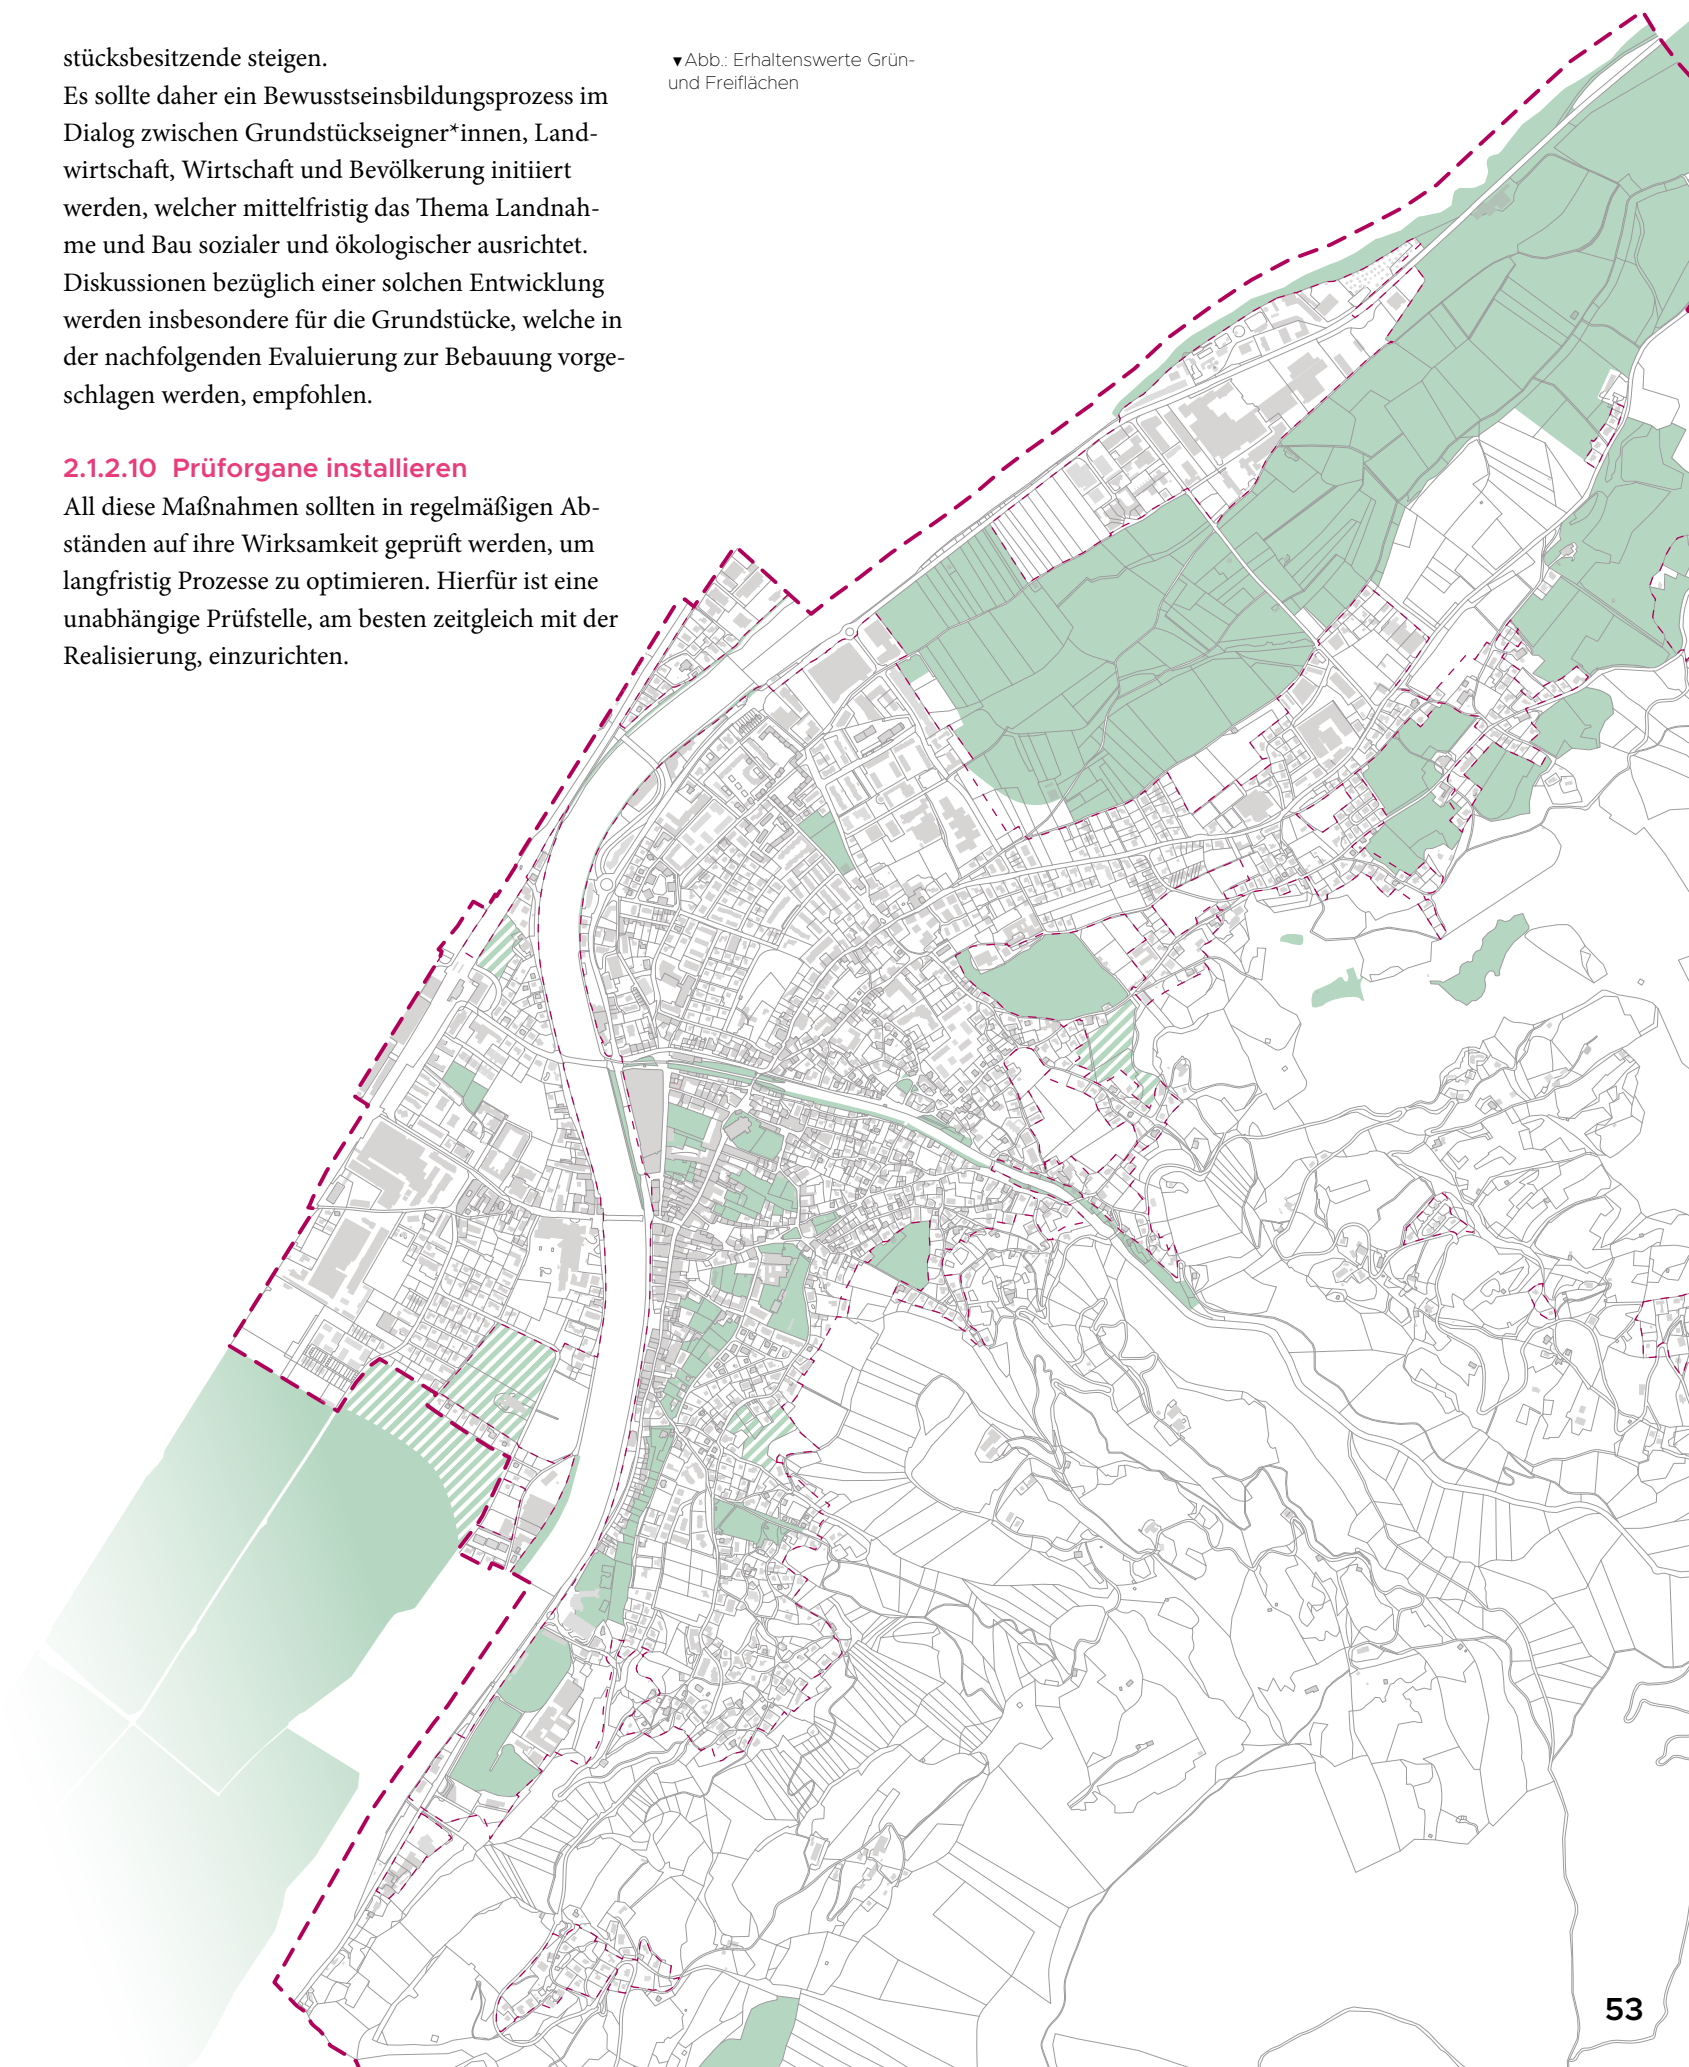 stücksbesitzende steigen.
Es sollte daher ein Bewusstseinsbildungsprozess im
Dialog zwischen Grundstückseigner*innen, Land-
wirtschaft, Wirtschaft und Bevölkerung initiiert
werden, welcher mittelfristig das Thema Landnah-
me und Bau sozialer und ökologischer ausrichtet.
Diskussionen bezüglich einer solchen Entwicklung
werden insbesondere für die Grundstücke, welche in
der nachfolgenden Evaluierung zur Bebauung vorge-
schlagen werden, empfohlen.
2.1.2.10 Prüforgane installieren
All diese Maßnahmen sollten in regelmäßigen Ab-
ständen auf ihre Wirksamkeit geprüft werden, um
langfristig Prozesse zu optimieren. Hierfür ist eine
unabhängige Prüfstelle, am besten zeitgleich mit der
Realisierung, einzurichten.
▼Abb.: Erhaltenswerte Grün-
und Freiflächen
53